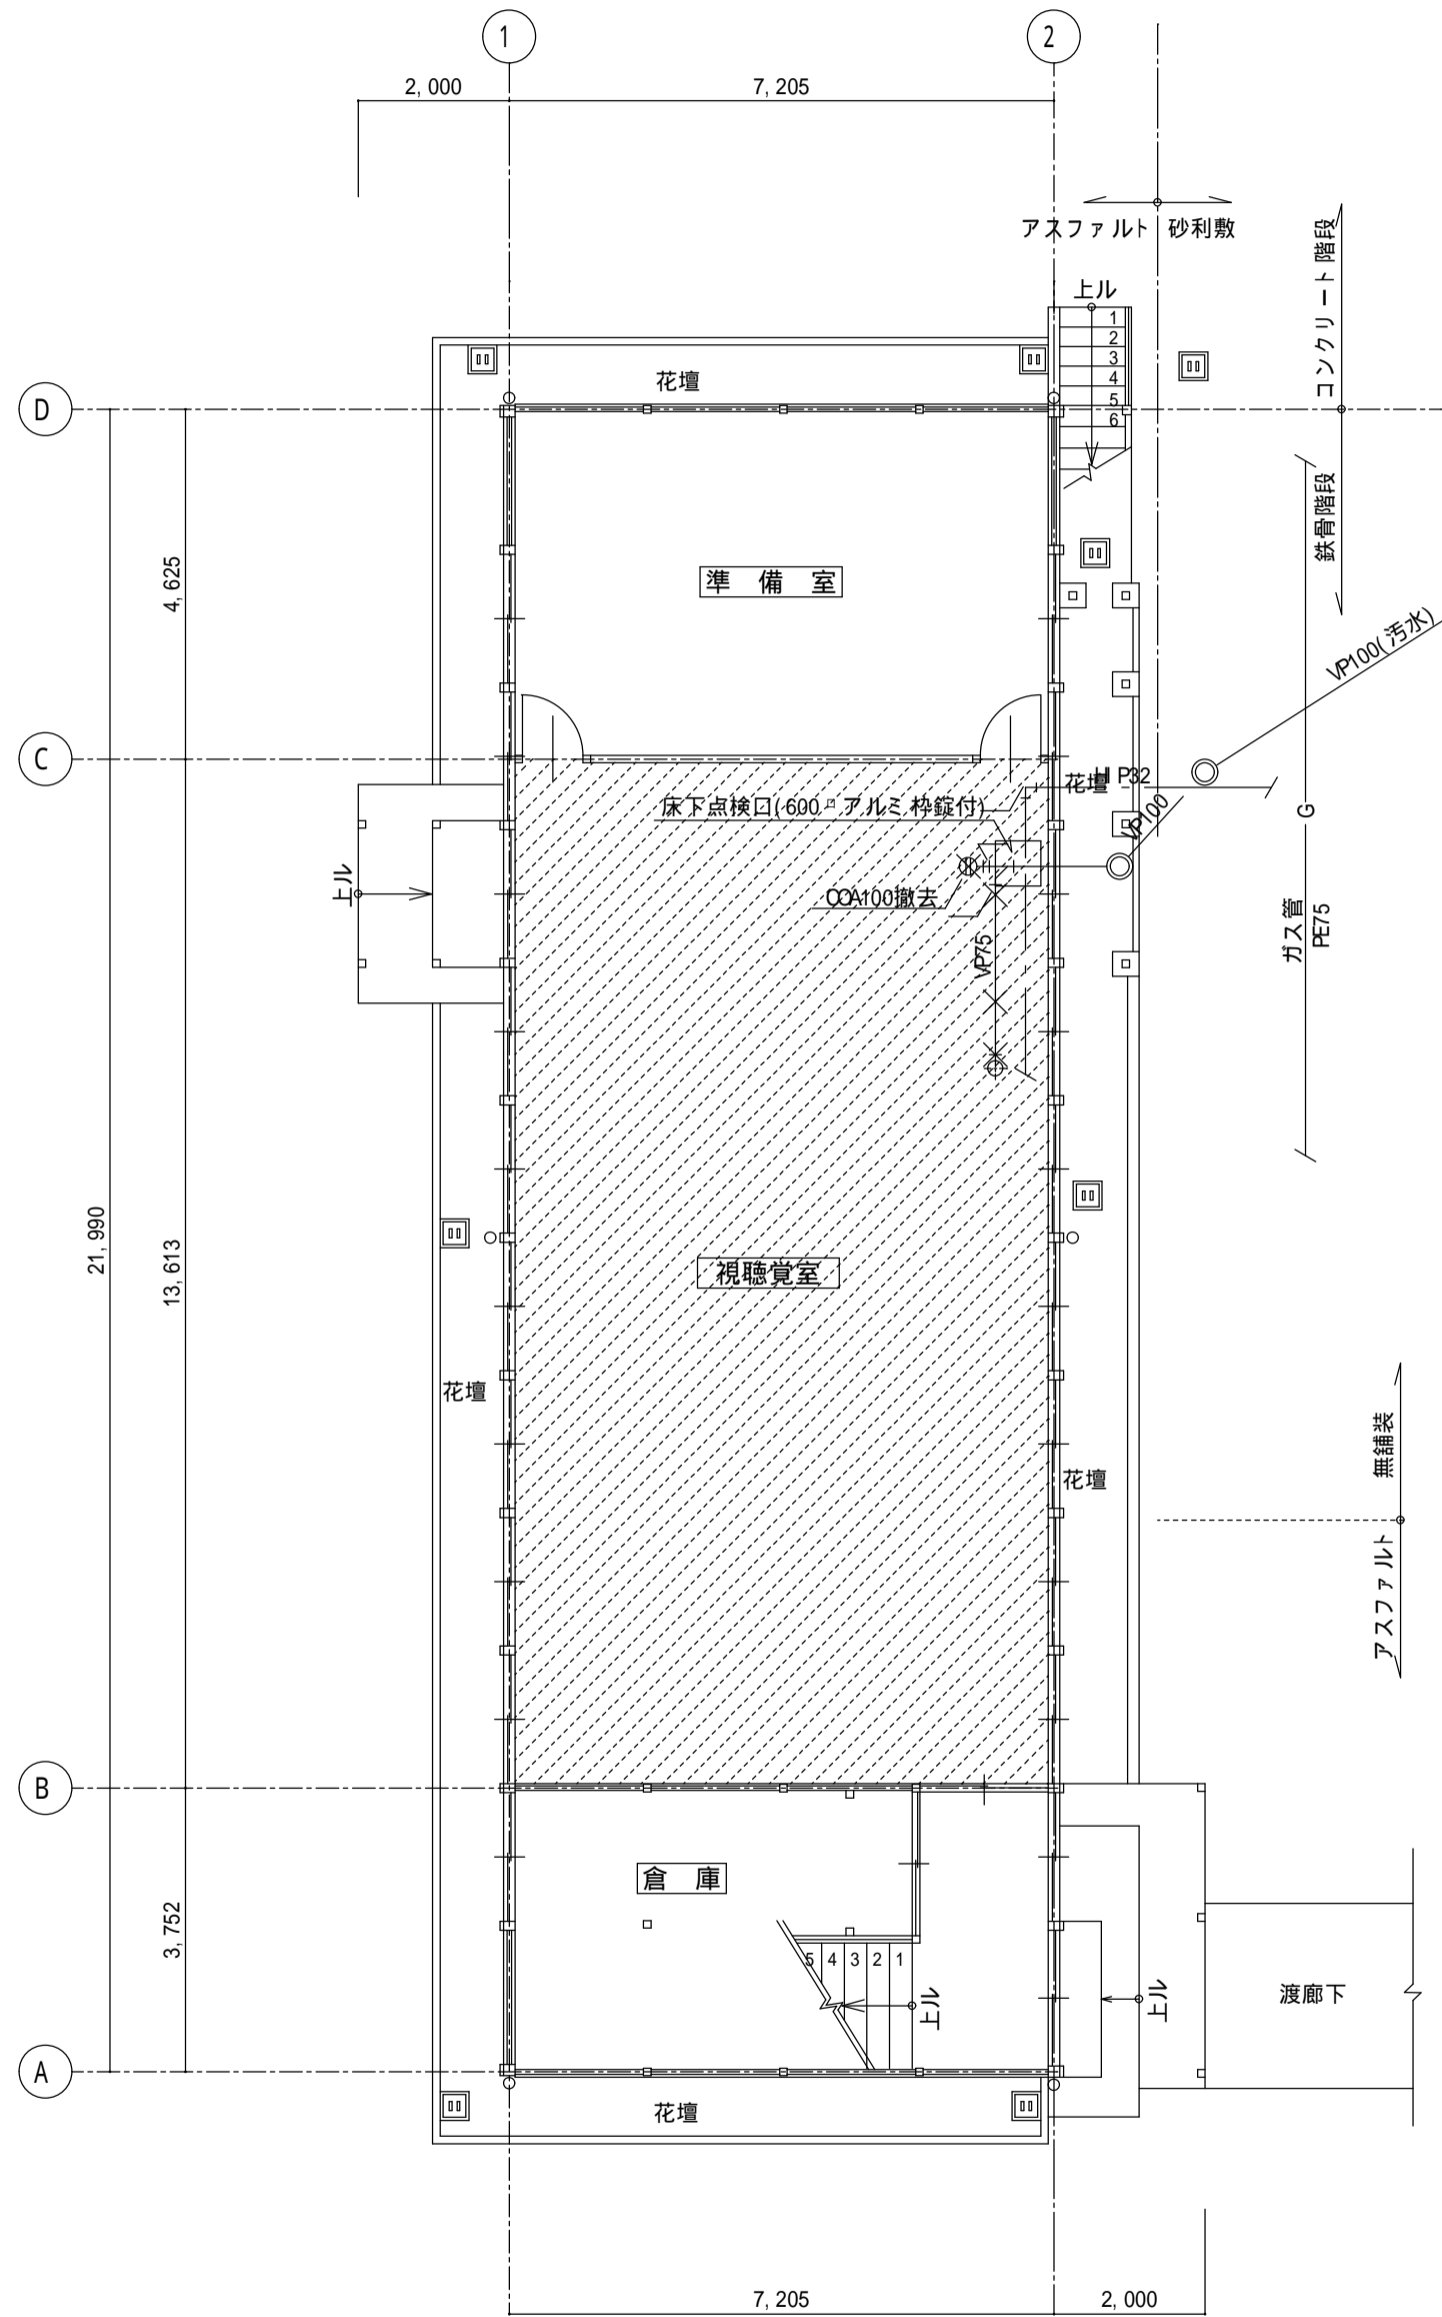 1
2
2,000
7,205
アスファルト 砂利敷
コンクリート階段
鉄骨階段
上ル
1
2
3
4
5
6
花壇
D
4,625
準備室
VP100(汚水)
C
花壇
HIP32
床下点検口(600□アルミ枠錠付)
VP100
上ル
COA100撤去
VP75
G
ガス管
PE75
21,990
13,613
視聴覚室
花壇
無舗装
花壇
アスファルト
B
倉庫
3,752
5 4 3 2 1
上ル
上ル
渡廊下
A
花壇
7,205
2,000